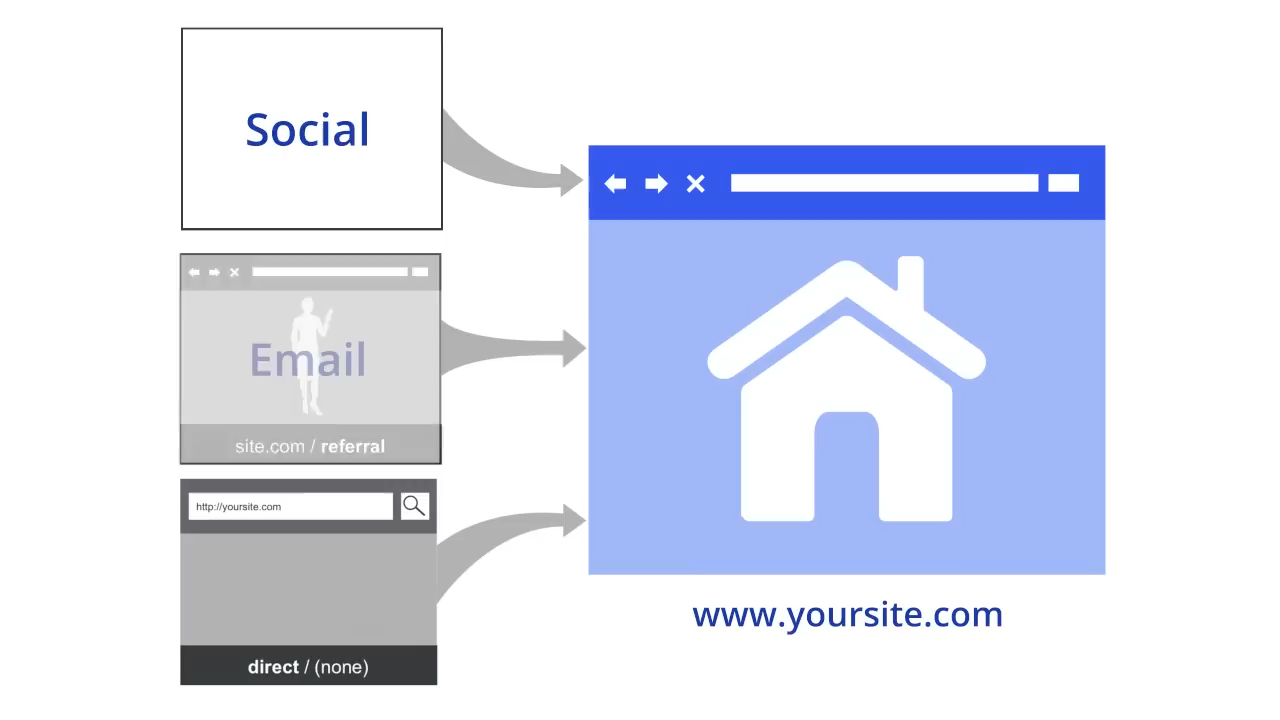 Social
Email
site.com / referral
http://yoursite.com
direct / (none)
www.yoursite.com